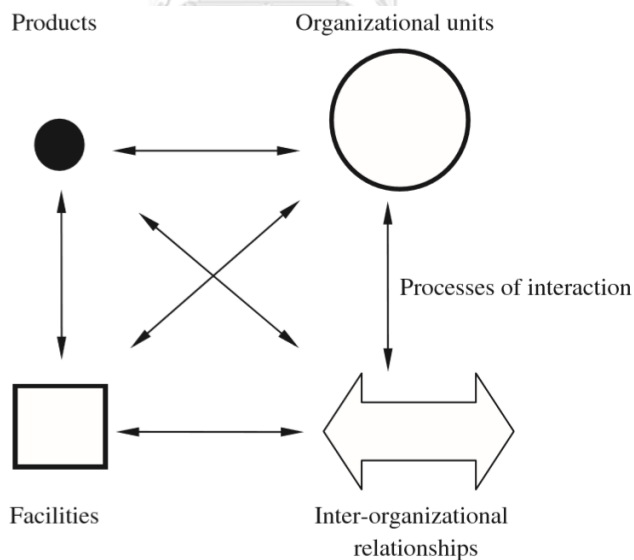 Products
Organizational units
Processes of interaction
Facilities
Inter-organizational
relationships